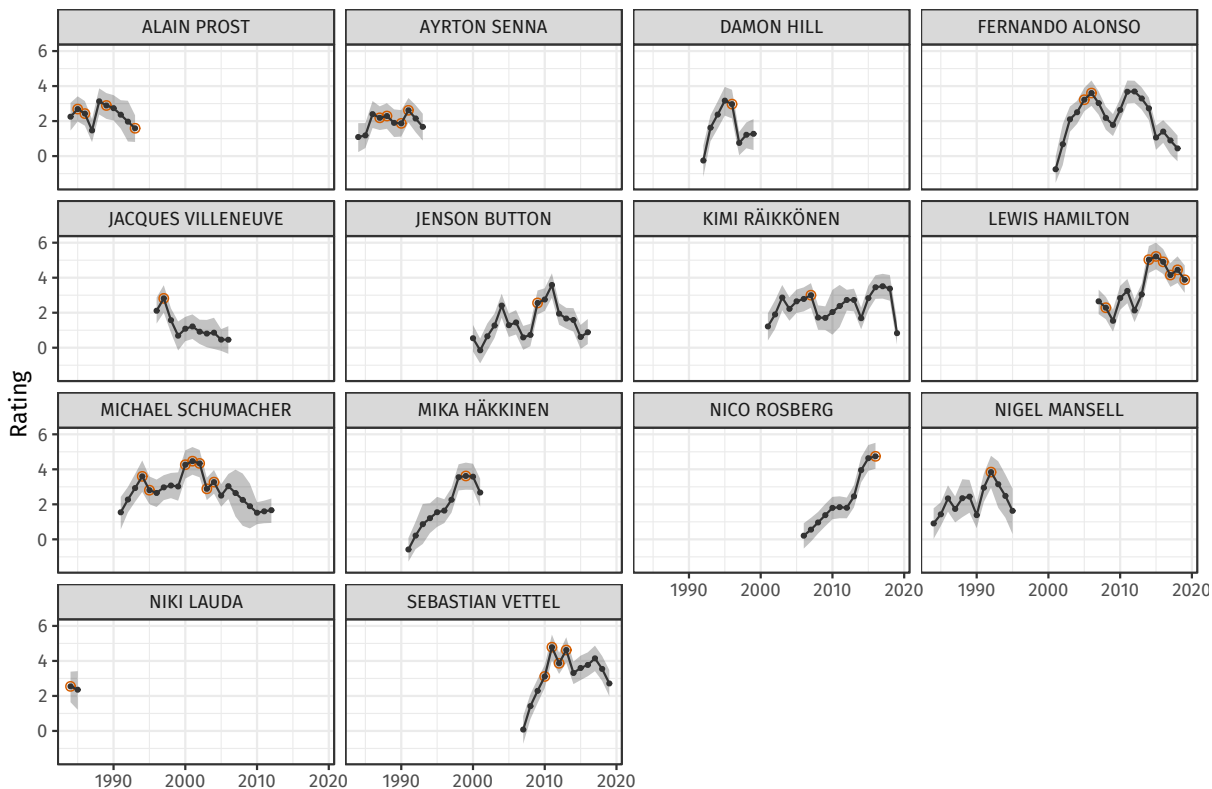 ALAIN PROST AYRTON SENNA DAMON HILL FERNANDO ALONSO
6
4
2
0
JACQUES VILLENEUVE JENSON BUTTON KIMI RÄIKKÖNEN LEWIS HAMILTON
6
4
2
0
Rating
MICHAEL SCHUMACHER MIKA HÄKKINEN NICO ROSBERG NIGEL MANSELL
6
4
2
0
1990 2000 2010 2020 1990 2000 2010 2020
NIKI LAUDA SEBASTIAN VETTEL
6
4
2
0
1990 2000 2010 2020 1990 2000 2010 2020